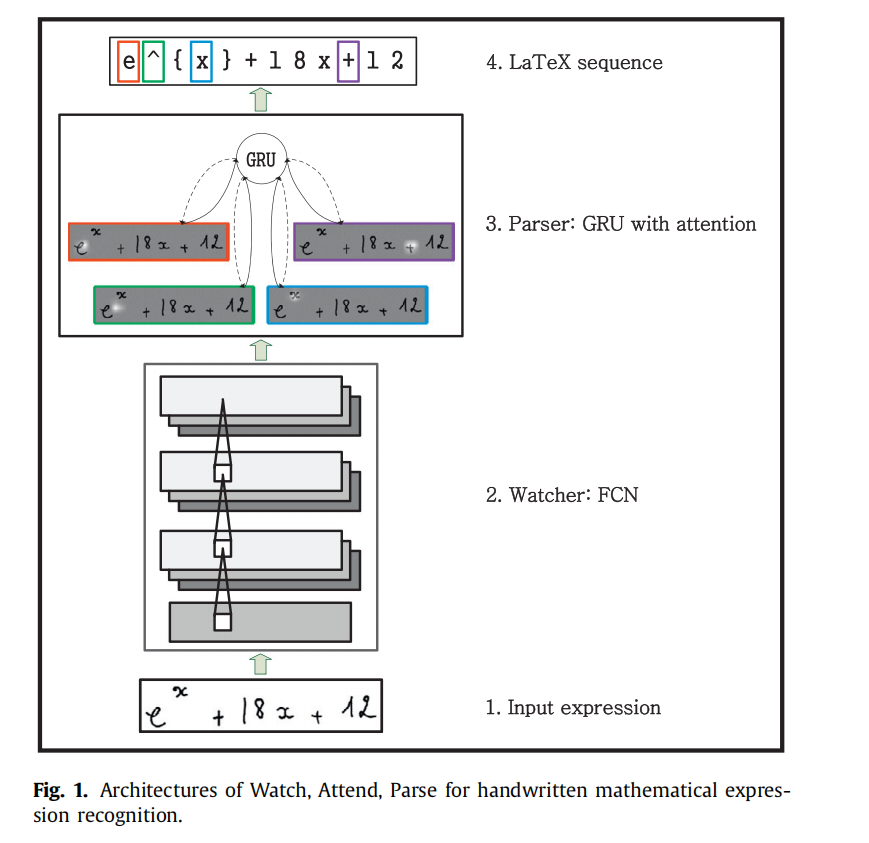 e ^ { x } + 1 8 x + 1 2
4. LaTeX sequence
GRU
3. Parser: GRU with attention
e^x + 18x + 12
e^x + 18x + 12
e^x + 18x + 12
e^x + 18x + 12
2. Watcher: FCN
e^x + 18x + 12
1. Input expression
Fig. 1. Architectures of Watch, Attend, Parse for handwritten mathematical expres-
sion recognition.